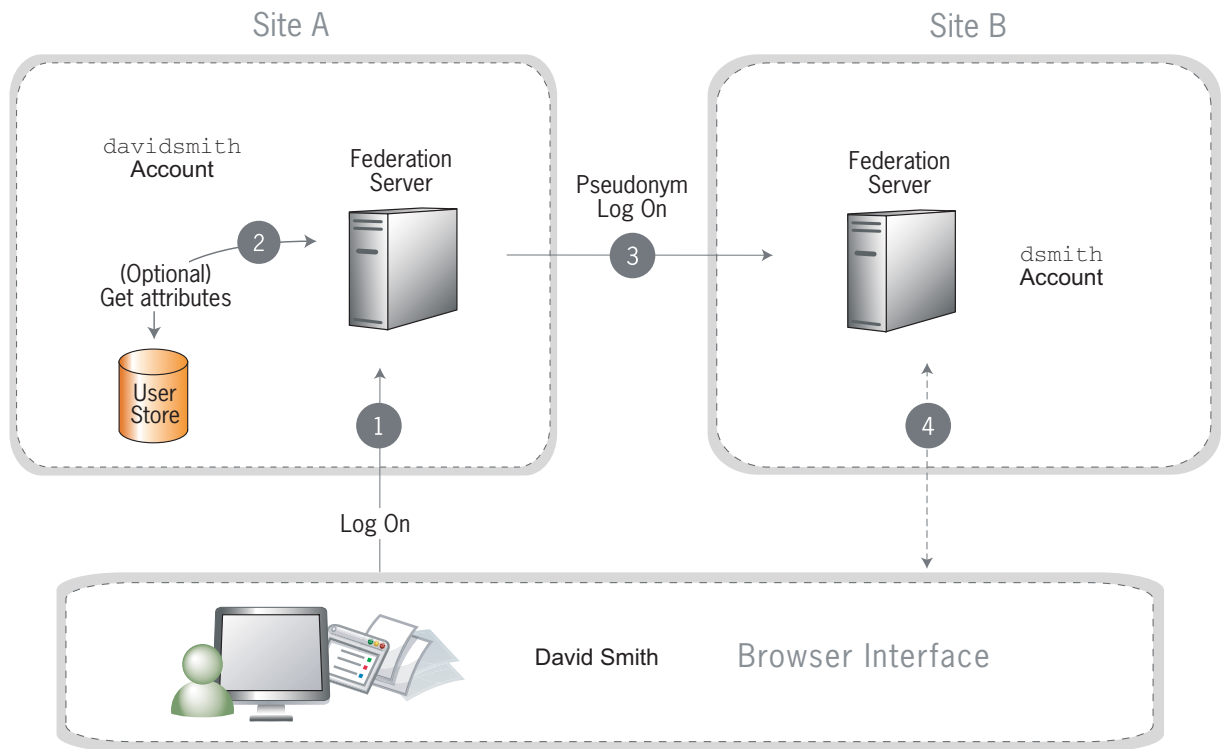 Site A
Site B
davidsmith
Account
Federation
Server
2
(Optional)
Get attributes
User
Store
1
Pseudonym
Log On
3
Federation
Server
dsmith
Account
4
Log On
David Smith
Browser Interface